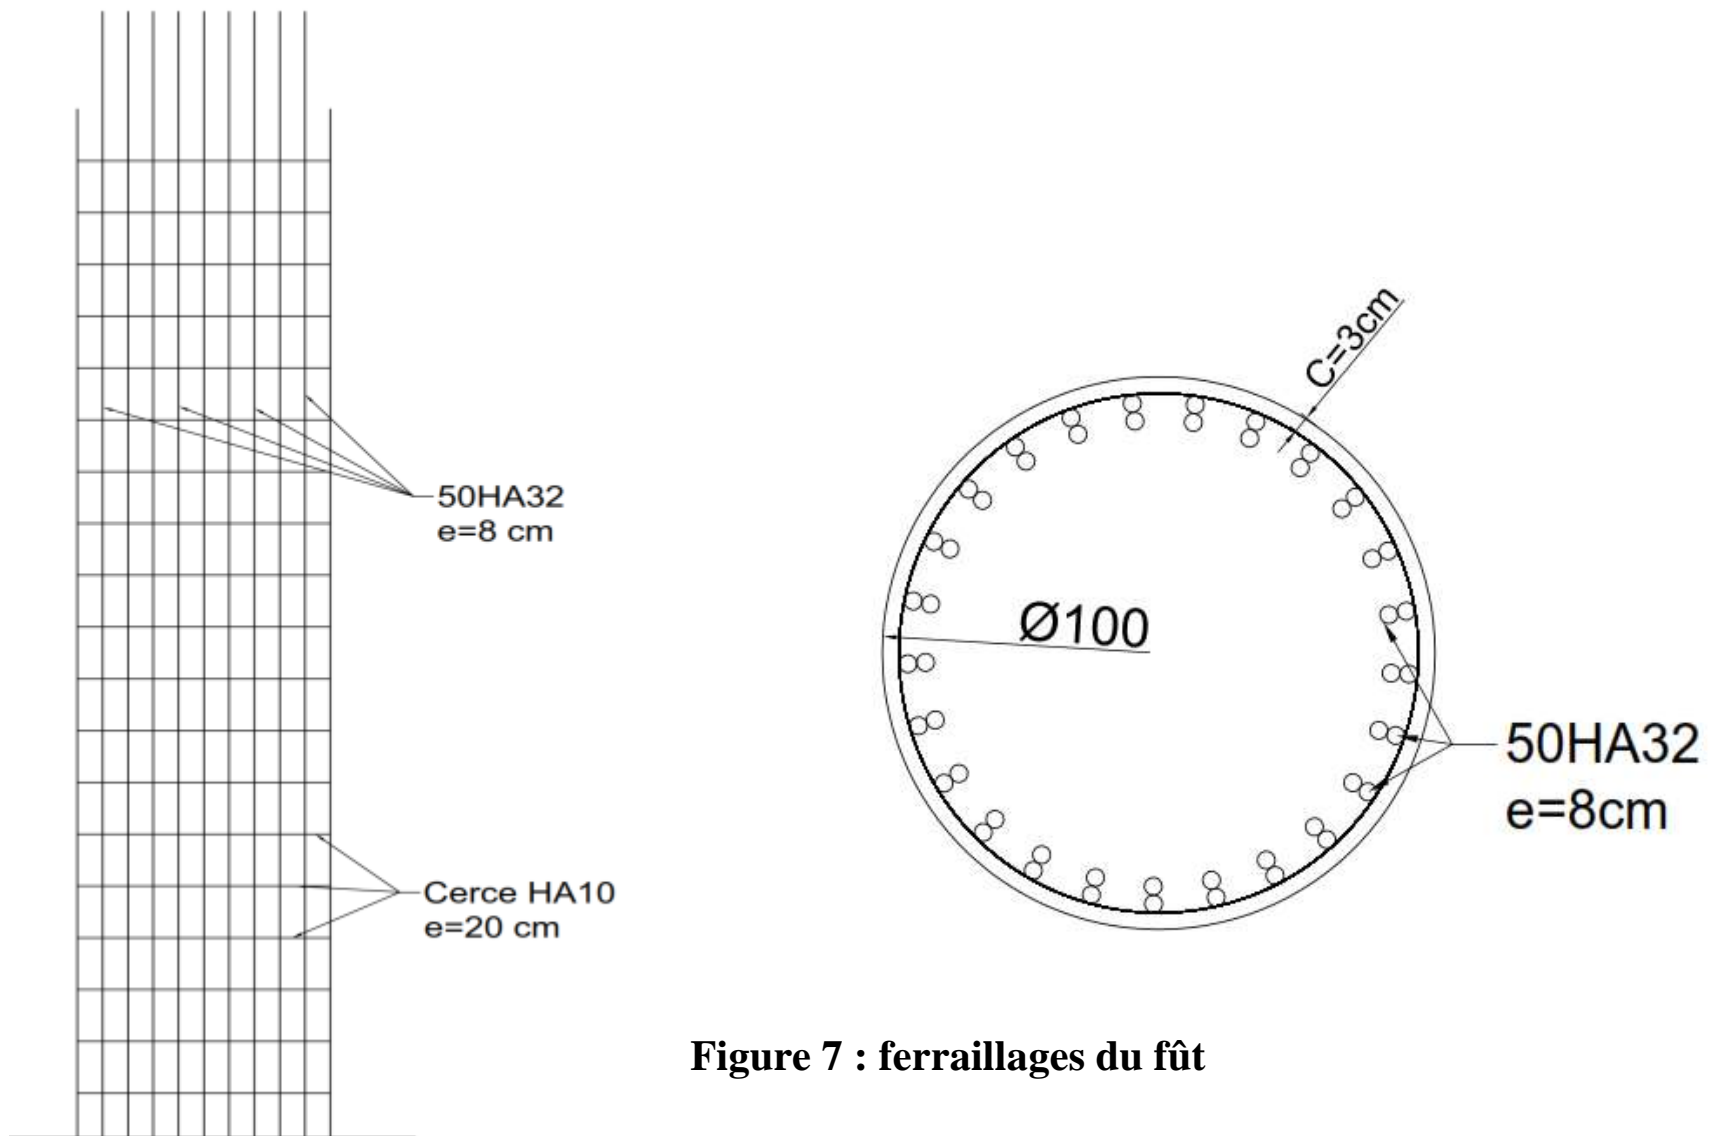 50HA32
e=8 cm
Cerce HA10
e=20 cm
C=3cm
Ø100
50HA32
e=8cm
Figure 7 : ferraillages du fût